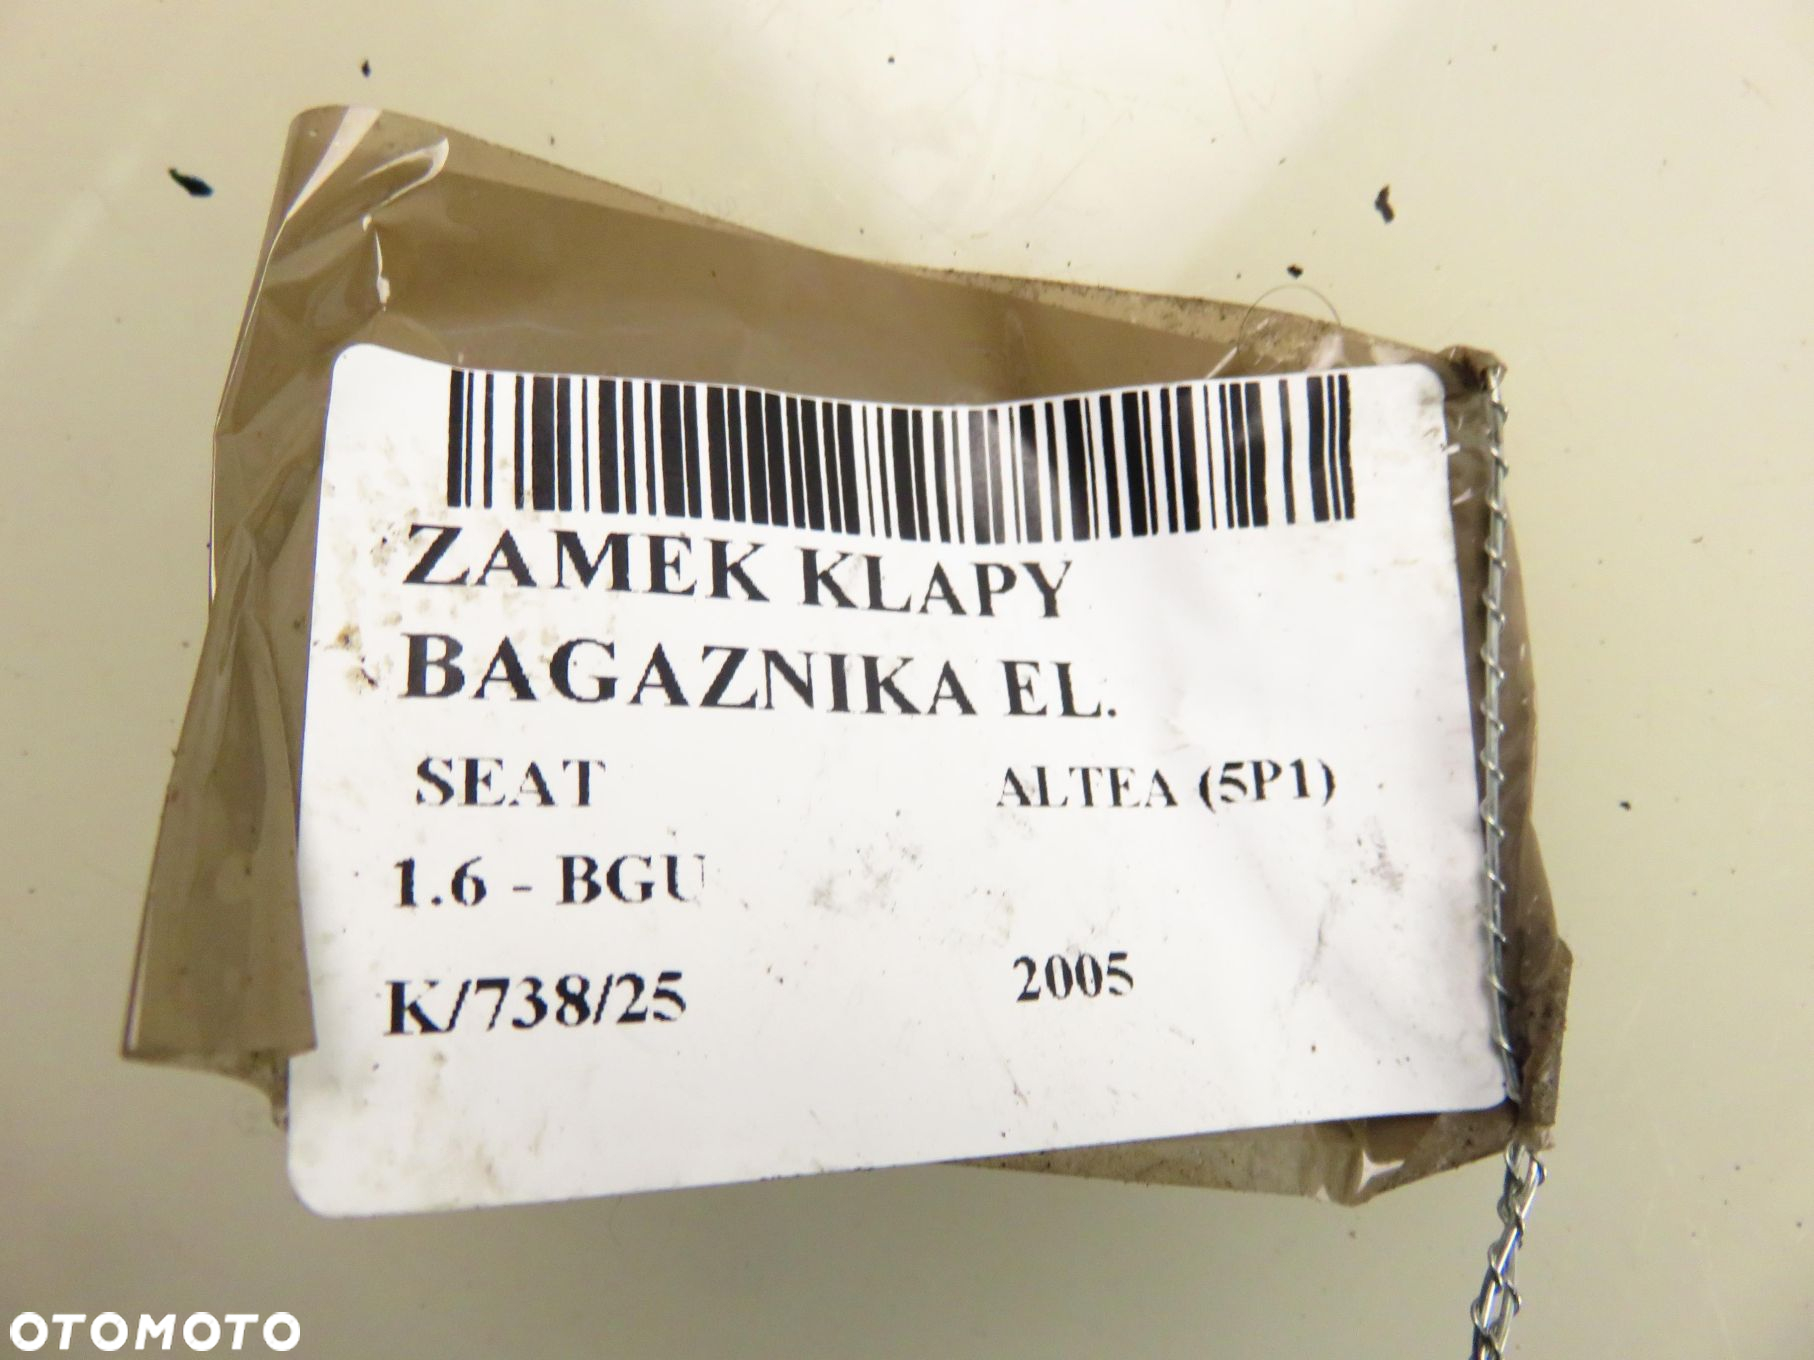 ZAMEK KLAPY
BAGAZNIKA EL.
SEAT ALTEA (5P1)
1.6 - BGU
K/738/25 2005
OTOMOTO